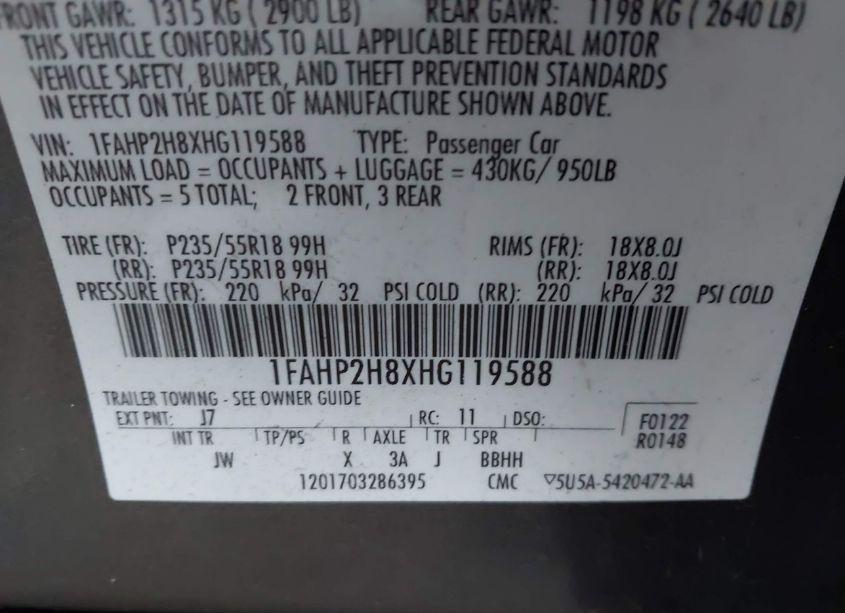 FRONT GAWR: 1315 KG ( 2900 LB) REAR GAWR: 1198 KG ( 2640 LB)
THIS VEHICLE CONFORMS TO ALL APPLICABLE FEDERAL MOTOR
VEHICLE SAFETY, BUMPER, AND THEFT PREVENTION STANDARDS
IN EFFECT ON THE DATE OF MANUFACTURE SHOWN ABOVE.
VIN: 1FAHP2H8XHG119588 TYPE: Passenger Car
MAXIMUM LOAD = OCCUPANTS + LUGGAGE = 430KG/ 950LB
OCCUPANTS = 5 TOTAL; 2 FRONT, 3 REAR
TIRE (FR): P235/55R18 99H RIMS (FR): 18X8.0J
(RR): P235/55R18 99H (RR): 18X8.0J
PRESSURE (FR): 220 kPa/ 32 PSI COLD (RR): 220 kPa/ 32 PSI COLD
1FAHP2H8XHG119588
TRAILER TOWING - SEE OWNER GUIDE
EXT PNT: J7 RC: 11 DSO: F0122
R0148
INT TR TP/PS R AXLE TR SPR
JW X 3A J BBHH
1201703286395 CMC ▽5U5A-5420472-AA